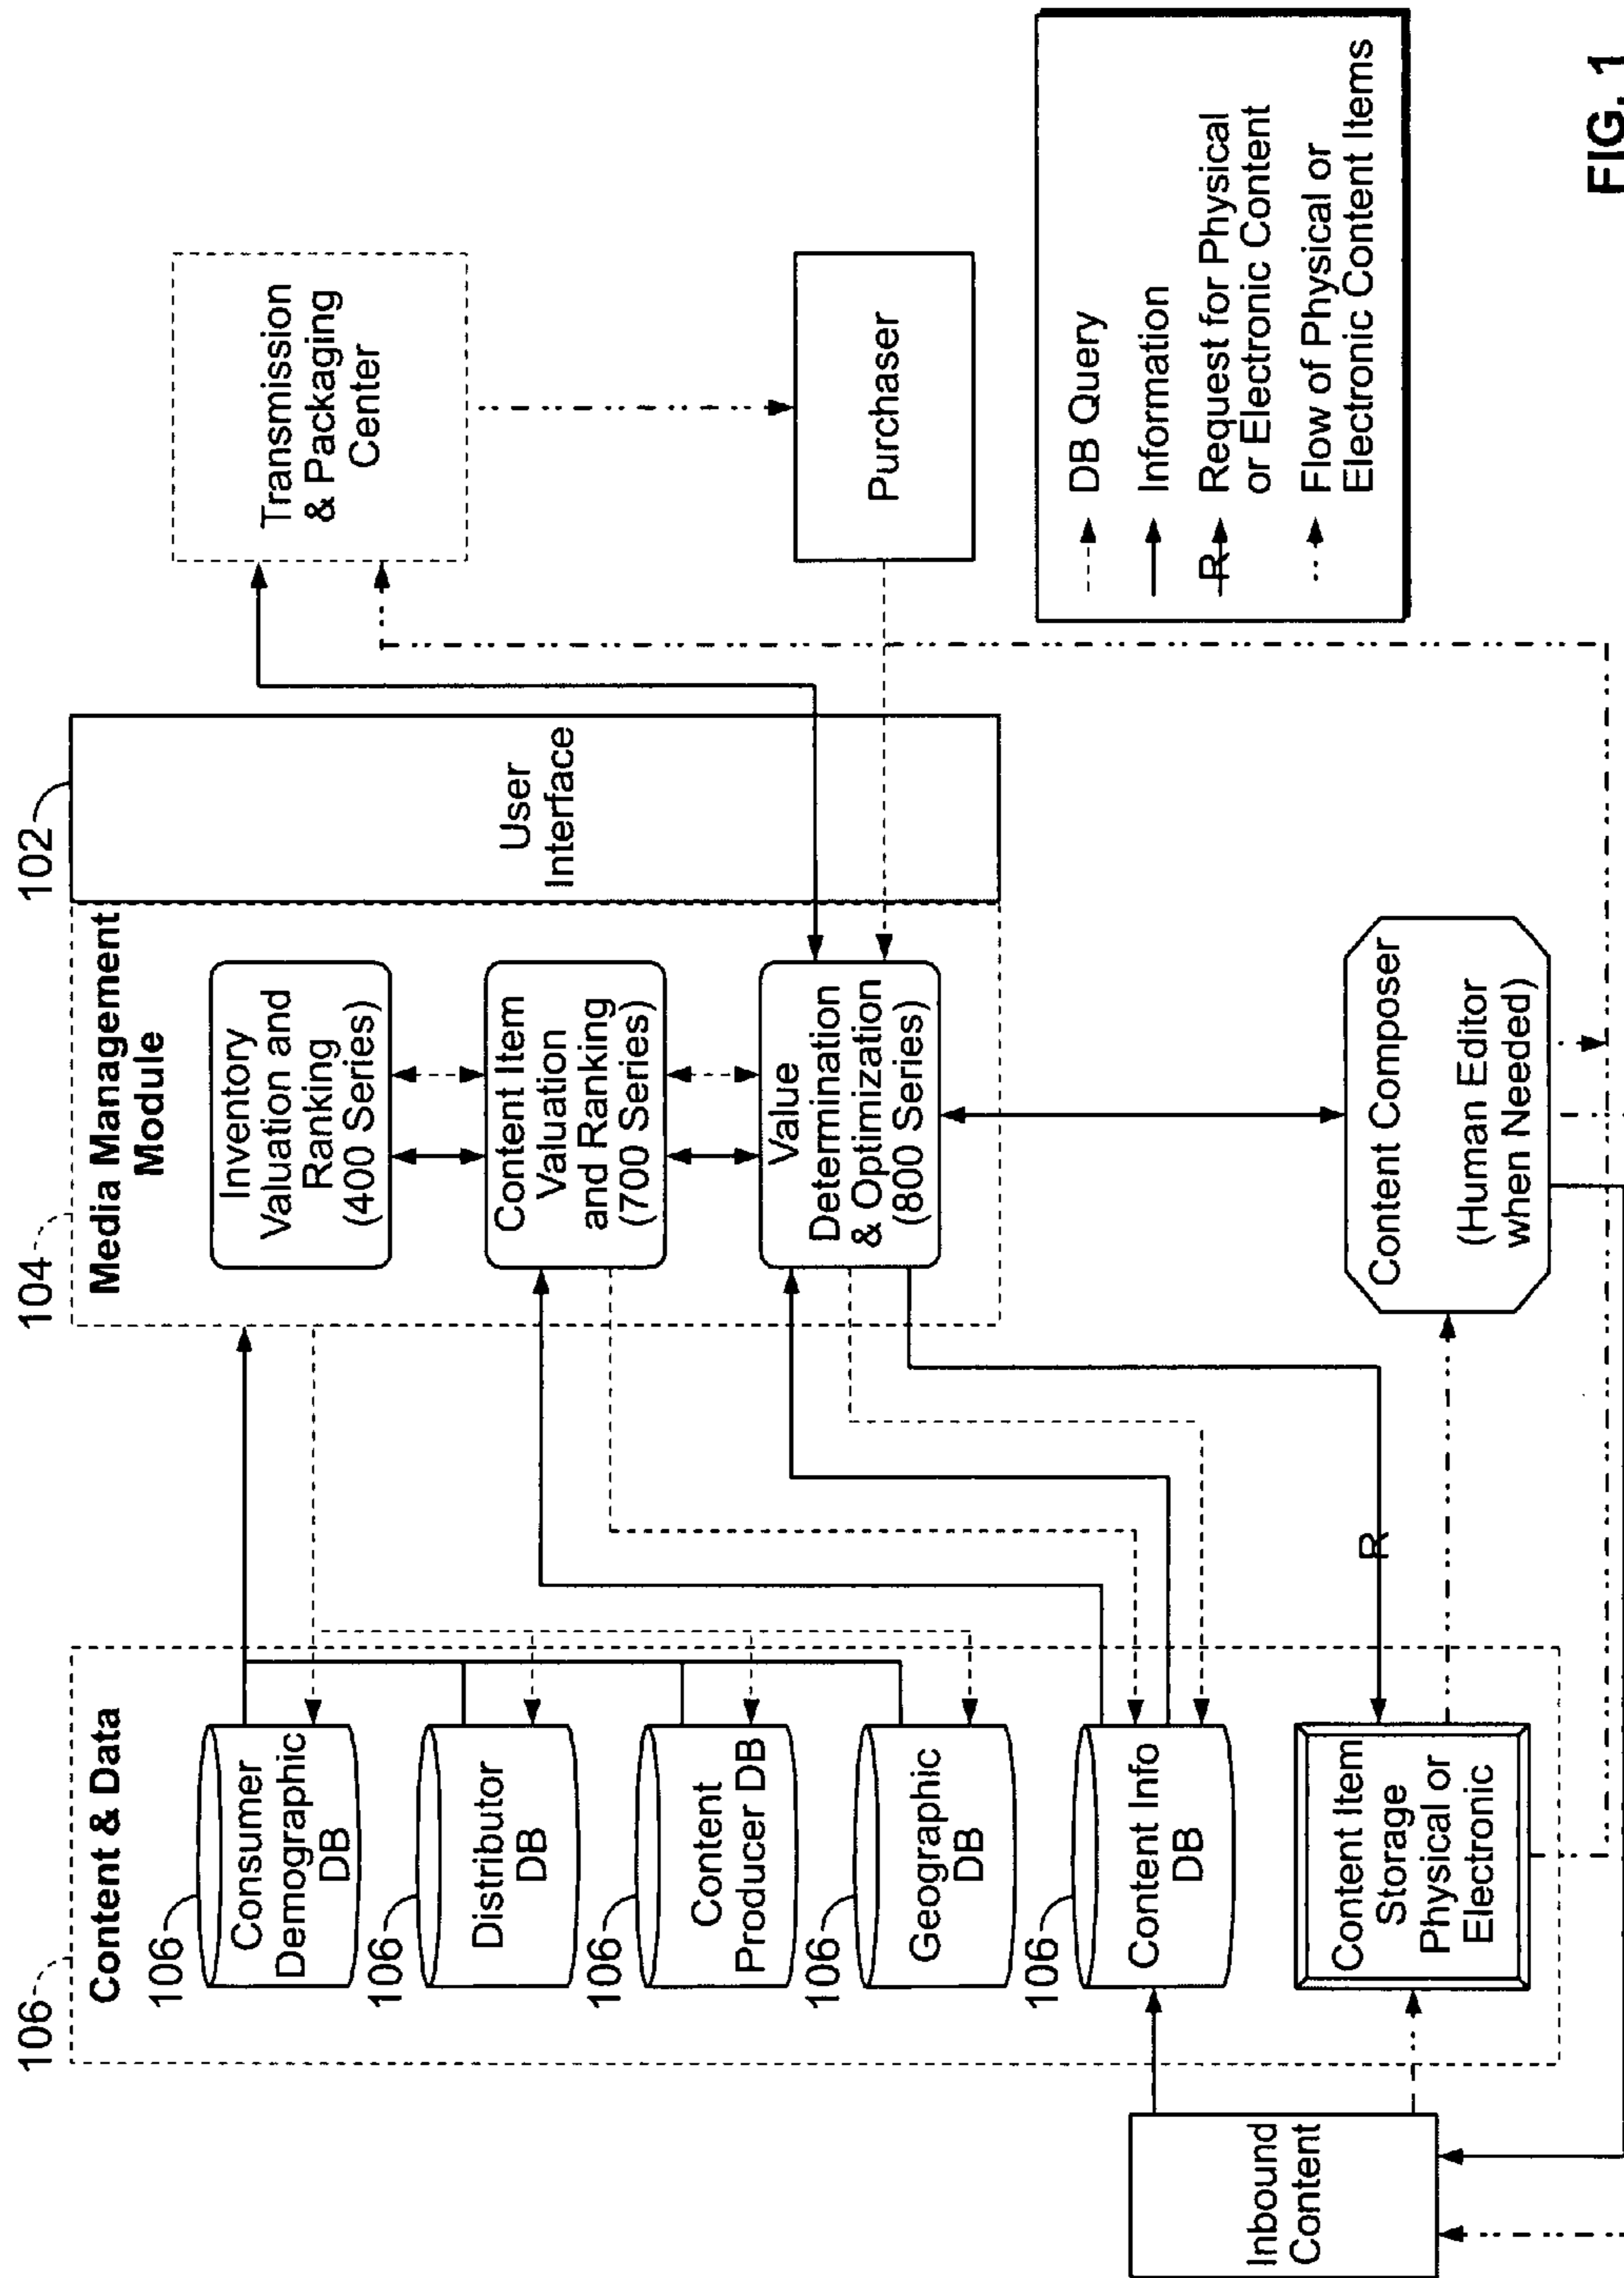 106
Content & Data
106
Consumer
Demographic
DB
106
Distributor
DB
106
Content
Producer DB
106
Geographic
DB
106
Content Info
DB
Content Item
Storage
Physical or
Electronic
Inbound
Content
104
Media Management
Module
Inventory
Valuation and
Ranking
(400 Series)
Content Item
Valuation
and Ranking
(700 Series)
Value
Determination
& Optimization
(800 Series)
R
Content Composer
(Human Editor
when Needed)
102
User
Interface
Transmission
& Packaging
Center
Purchaser
DB Query
Information
R
Request for Physical
or Electronic Content
Flow of Physical or
Electronic Content Items
FIG. 1